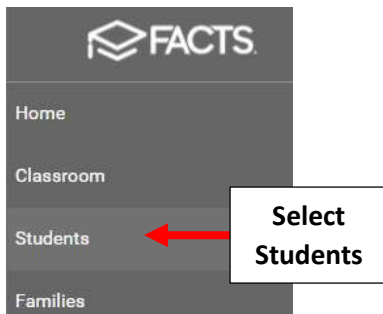 FACTS.
Home
Classroom
Students
Select
Students
Families